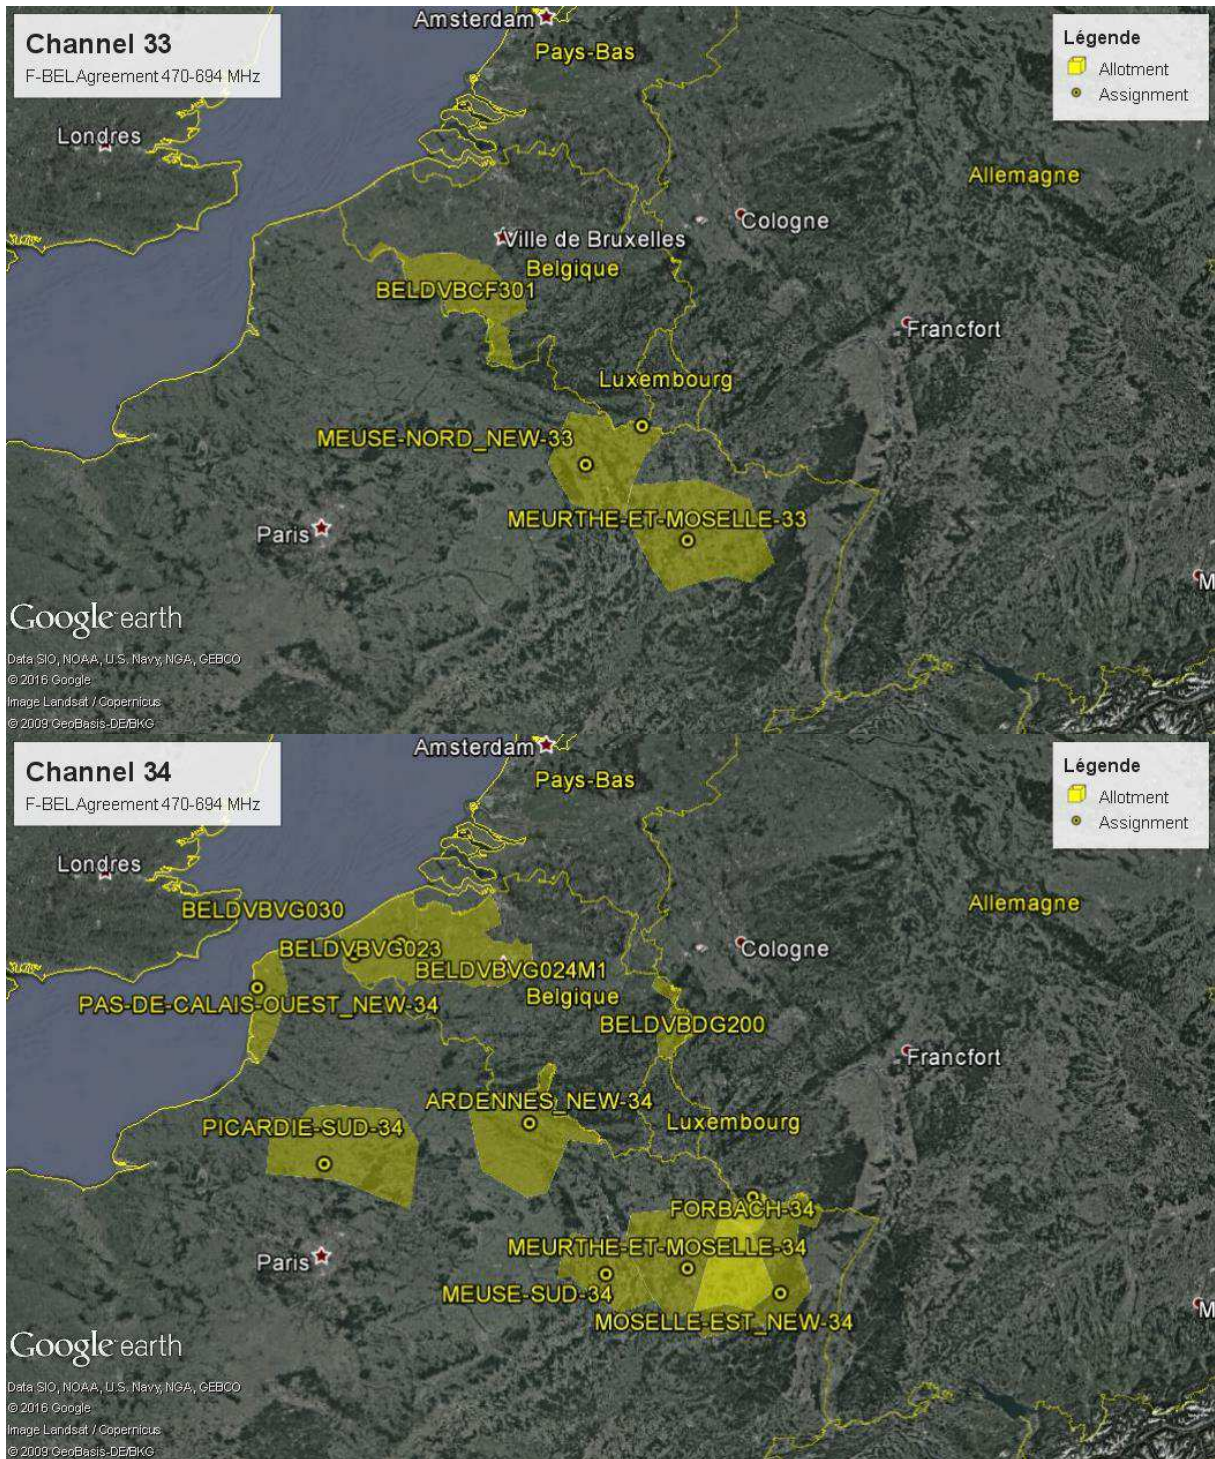 Channel 33
F-BEL Agreement 470-694 MHz
Légende
Allotment
Assignment
Amsterdam
Pays-Bas
Londres
Allemagne
Cologne
Ville de Bruxelles
Belgique
BELDVBCF301
Francfort
Luxembourg
MEUSE-NORD_NEW-33
MEURTHE-ET-MOSELLE-33
Paris
M
Google earth
Data SIO, NOAA, U.S. Navy, NGA, GEBCO
© 2016 Google
Image Landsat / Copernicus
© 2009 GeoBasis-DE/BKG
Channel 34
F-BEL Agreement 470-694 MHz
Légende
Allotment
Assignment
Amsterdam
Pays-Bas
Londres
Allemagne
BELDVBVG030
BELDVBVG023
Cologne
BELDVBVG024M1
Belgique
PAS-DE-CALAIS-OUEST_NEW-34
BELDVBDG200
Francfort
ARDENNES_NEW-34
Luxembourg
PICARDIE-SUD-34
FORBACH-34
MEURTHE-ET-MOSELLE-34
Paris
MEUSE-SUD-34
M
MOSELLE-EST_NEW-34
Google earth
Data SIO, NOAA, U.S. Navy, NGA, GEBCO
© 2016 Google
Image Landsat / Copernicus
© 2009 GeoBasis-DE/BKG